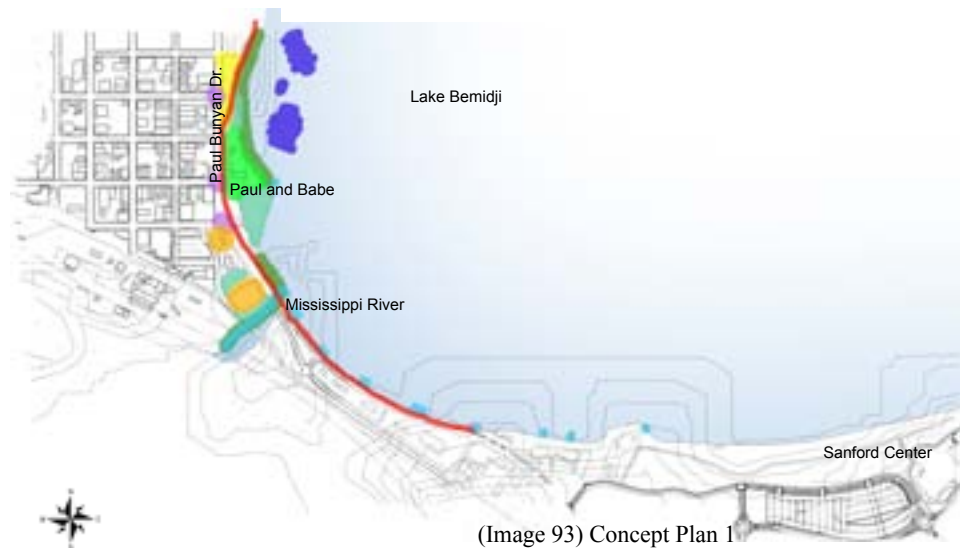 Lake Bemidji
Paul Bunyan Dr.
Paul and Babe
Mississippi River
Sanford Center
(Image 93) Concept Plan 1